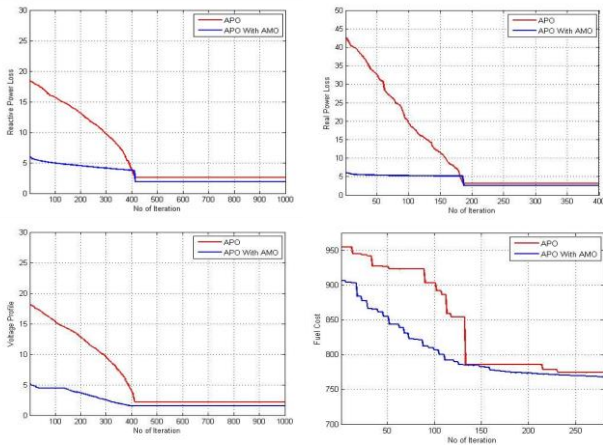 30
25
20
15
10
5
0
Reactive Power Loss
APO
APO With AMO
100 200 300 400 500 600 700 800 900 1000
No of Iteration
50
45
40
35
30
25
20
15
10
5
0
Real Power Loss
APO
APO With AMO
50 100 150 200 250 300 350 400
No of Iteration
30
25
20
15
10
5
0
Voltage Profile
APO
APO With AMO
100 200 300 400 500 600 700 800 900 1000
No of Iteration
950
900
850
800
750
700
Fuel Cost
APO
APO With AMO
50 100 150 200 250
No of Iteration